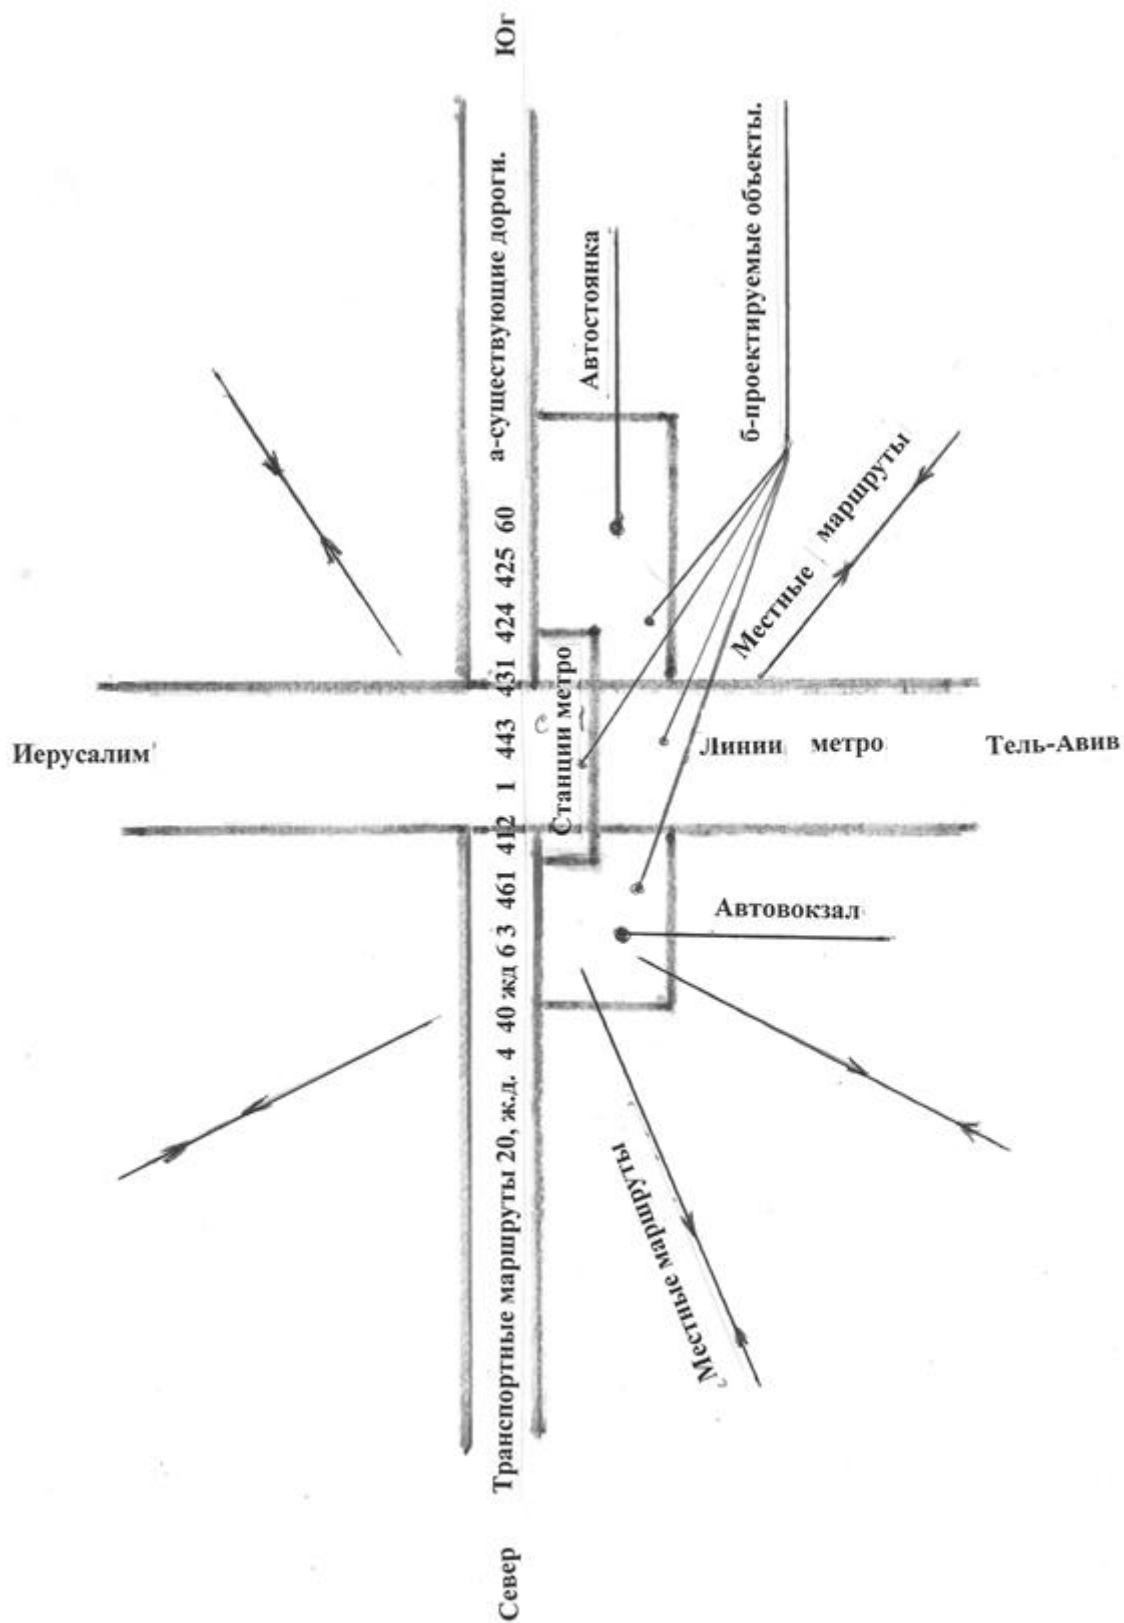 Юг
а-существующие дороги.
Транспортные маршруты 20, ж.д. 4 40 жд 6 3 461 412 1 443 431 424 425 60
Север
Автостоянка
б-проектируемые объекты.
Местные маршруты
Станции метро
с
Иерусалим
Линии метро
Тель-Авив
Автовокзал
Местные маршруты